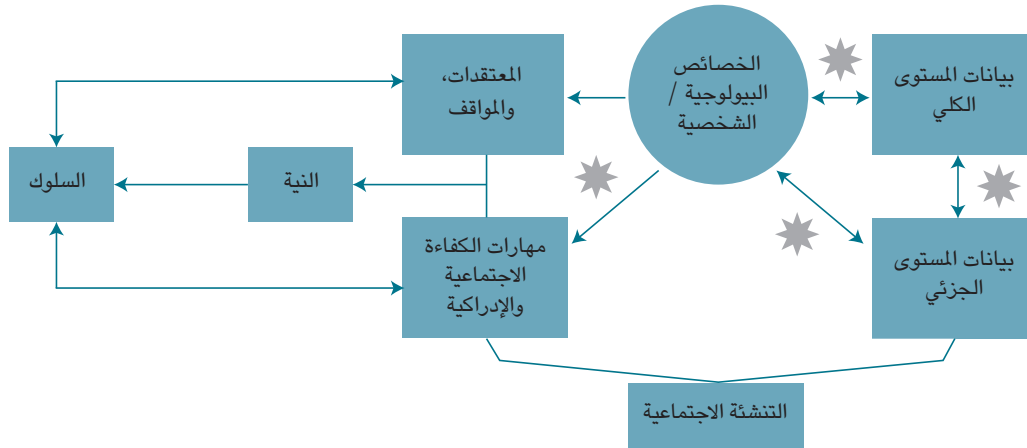 بيانات المستوى
الكلي
الخصائص
البيولوجية /
الشخصية
المعتقدات،
والمواقف
النية
السلوك
بيانات المستوى
الجزئي
مهارات الكفاءة
الاجتماعية
والإدراكية
التنشئة الاجتماعية